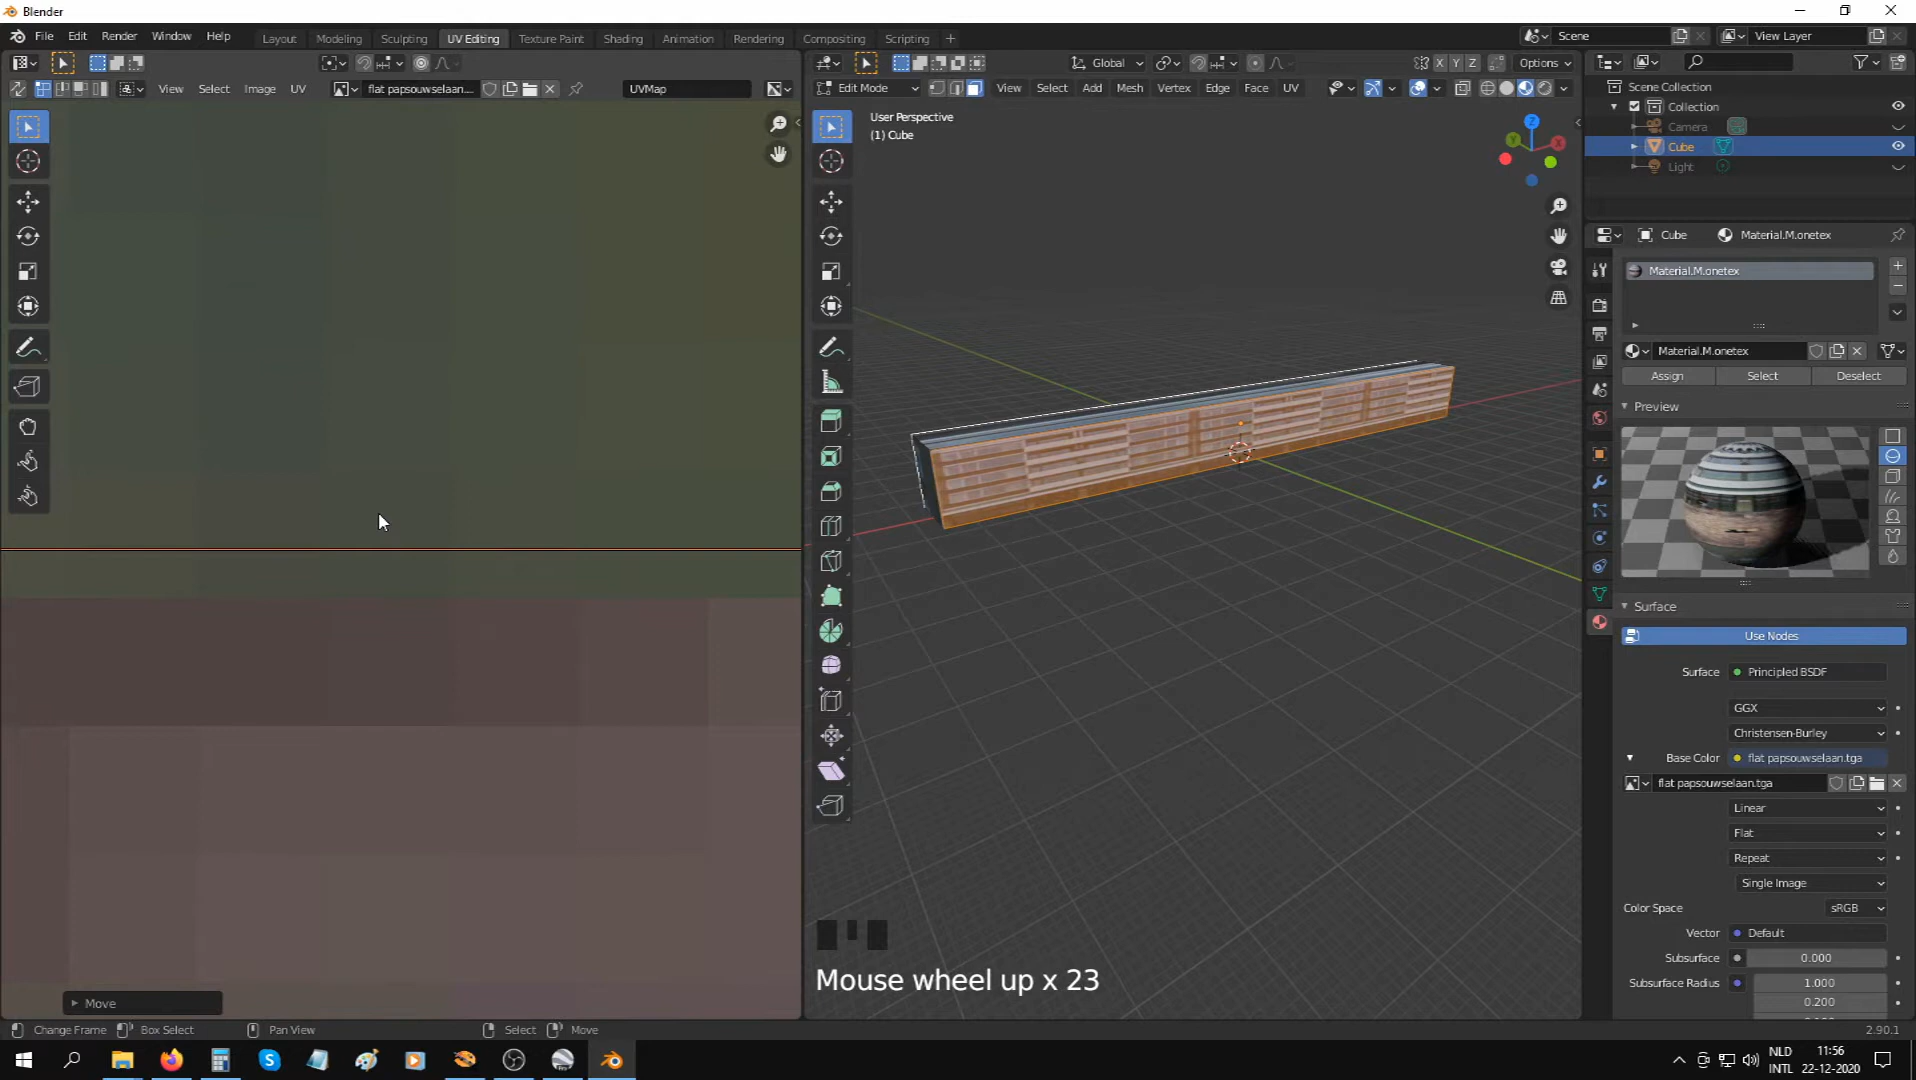 Blender
File Edit Render Window Help
Layout Modeling Sculpting UV Editing Texture Paint Shading Animation Rendering Compositing Scripting +
Scene
View Layer
Global
X Y Z
Options
View Select Image UV
flat papsouwselaan....
UVMap
Edit Mode
View Select Add Mesh Vertex Edge Face UV
User Perspective
(1) Cube
Z
Y
X
Scene Collection
Collection
Camera
Cube
Light
Cube
Material.M.onetex
Material.M.onetex
Material.M.onetex
Assign Select Deselect
Preview
Surface
Use Nodes
Surface Principled BSDF
GGX
Christensen-Burley
Base Color flat papsouwselaan.tga
flat papsouwselaan.tga
Linear
Flat
Repeat
Single Image
Color Space sRGB
Vector Default
Subsurface 0.000
Subsurface Radius 1.000
0.200
Mouse wheel up x 23
Move
Change Frame Box Select Pan View Select Move
2.90.1
NLD
INTL
11:56
22-12-2020